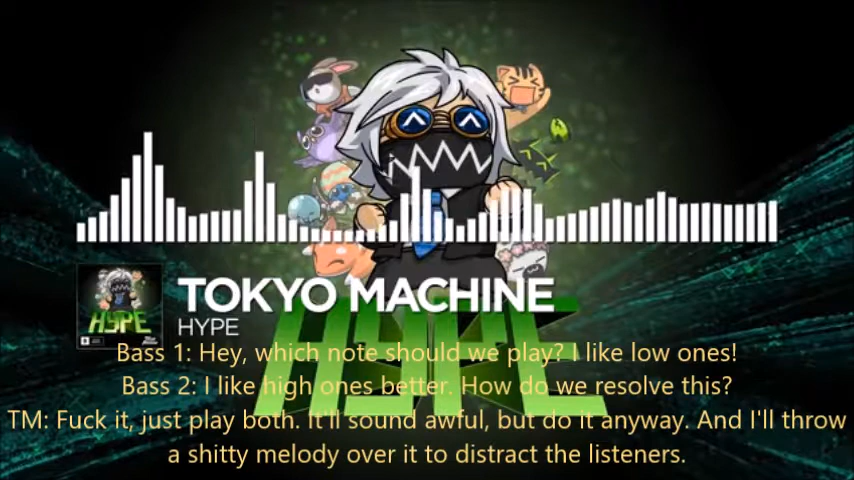 TOKYO MACHINE
HYPE
HYPE
HYPE
Bass 1: Hey, which note should we play? I like low ones!
Bass 2: I like high ones better. How do we resolve this?
TM: Fuck it, just play both. It'll sound awful, but do it anyway. And I'll throw
a shitty melody over it to distract the listeners.